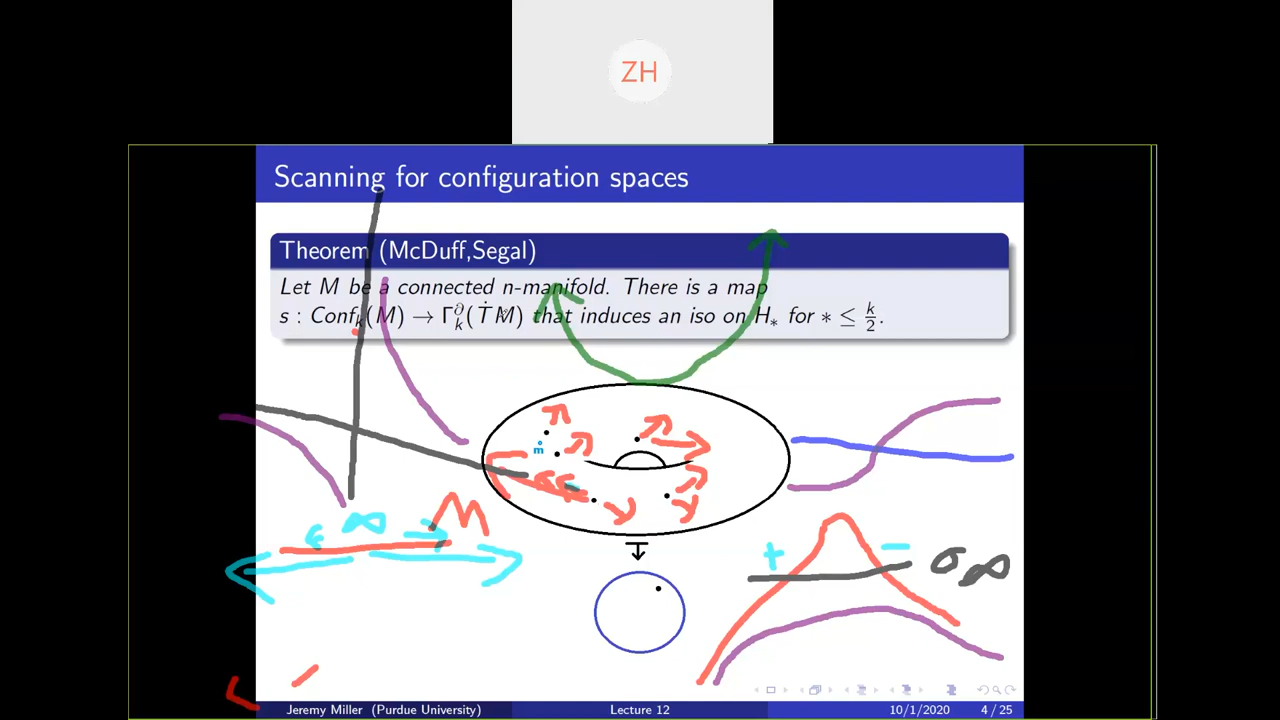 ZH
Scanning for configuration spaces
Theorem (McDuff,Segal)
Let M be a connected n-manifold. There is a map
s : Conf_k(M) → Γ^∂_k(ṪM) that induces an iso on H_* for * ≤ k/2.
m
∞ M
+ − σ_∞
Jeremy Miller (Purdue University) Lecture 12 10/1/2020 4 / 25